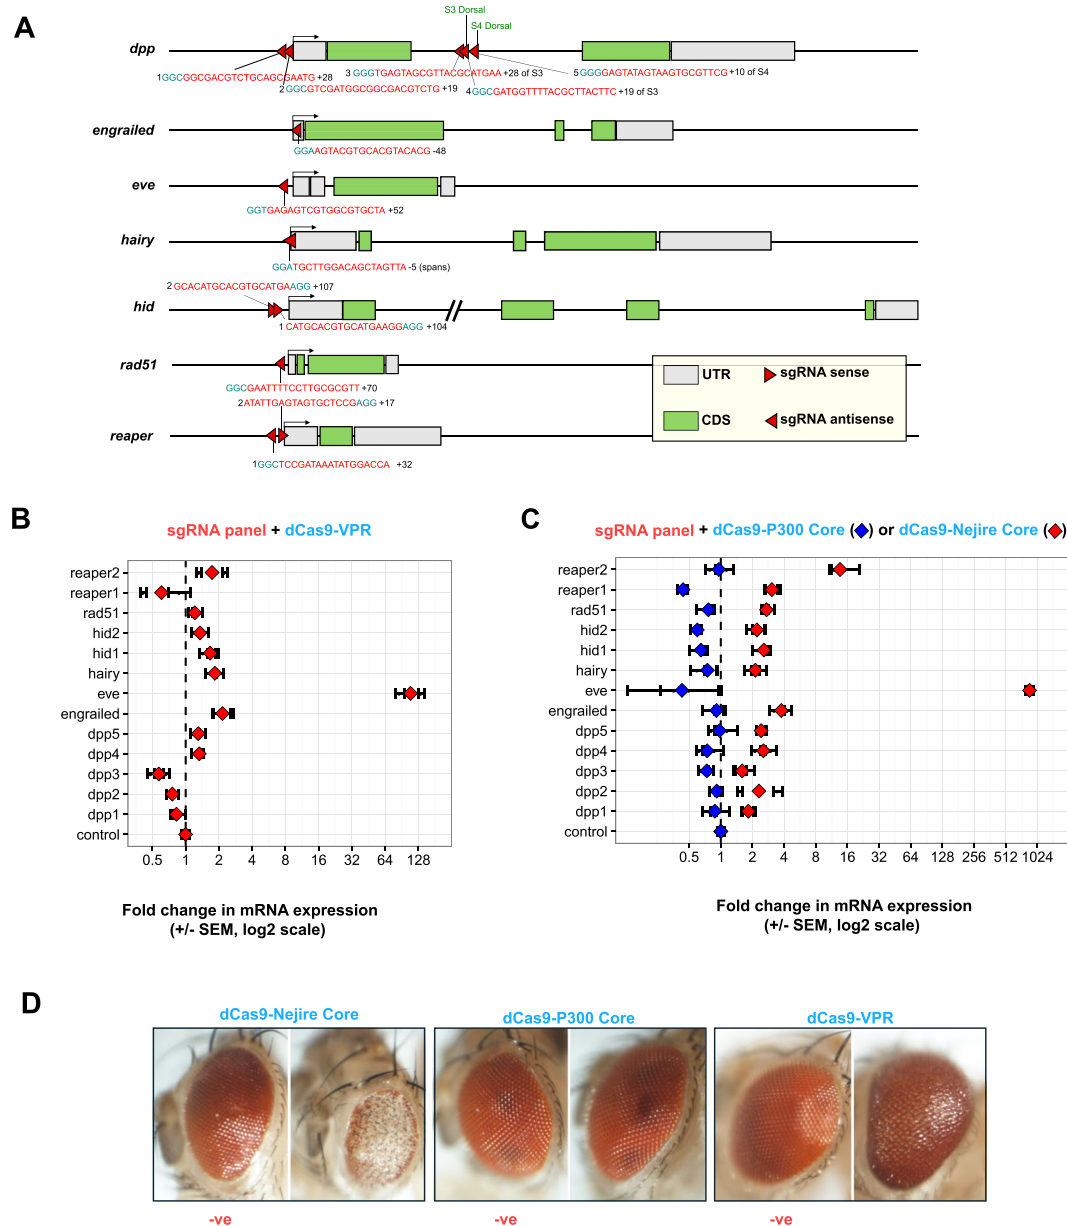 A
S3 Dorsal
S4 Dorsal
dpp
1GGCGGCGACGTCTGCAGCGAATG +28
2 GGCGTCGATGGCGGCGACGTCTG +19
3 GGGTGAGTAGCGTTACGCATGAA +28 of S3
4 GGCGATGGTTTTACGCTTACTTC +19 of S3
5 GGGGAGTATAGTAAGTGCGTTCG +10 of S4
engrailed
GGAAGTACGTGCACGTACACG -48
eve
GGTGAGAGTCGTGGCGTGCTA +52
hairy
GGATGCTTGGACAGCTAGTTA -5 (spans)
2 GCACATGCACGTGCATGAAGG +107
hid
1 CATGCACGTGCATGAAGGAGG +104
rad51
GGCGAATTTTCCTTGCGCGTT +70
2ATATTGAGTAGTGCTCCGAGG +17
reaper
1GGCTCCGATAAATATGGACCA +32
UTR
sgRNA sense
CDS
sgRNA antisense
B
sgRNA panel + dCas9-VPR
reaper2
reaper1
rad51
hid2
hid1
hairy
eve
engrailed
dpp5
dpp4
dpp3
dpp2
dpp1
control
0.5 1 2 4 8 16 32 64 128
Fold change in mRNA expression
(+/- SEM, log2 scale)
C
sgRNA panel + dCas9-P300 Core (◆) or dCas9-Nejire Core (◆)
reaper2
reaper1
rad51
hid2
hid1
hairy
eve
engrailed
dpp5
dpp4
dpp3
dpp2
dpp1
control
0.5 1 2 4 8 16 32 64 128 256 512 1024
Fold change in mRNA expression
(+/- SEM, log2 scale)
D
dCas9-Nejire Core
dCas9-P300 Core
dCas9-VPR
-ve
-ve
-ve